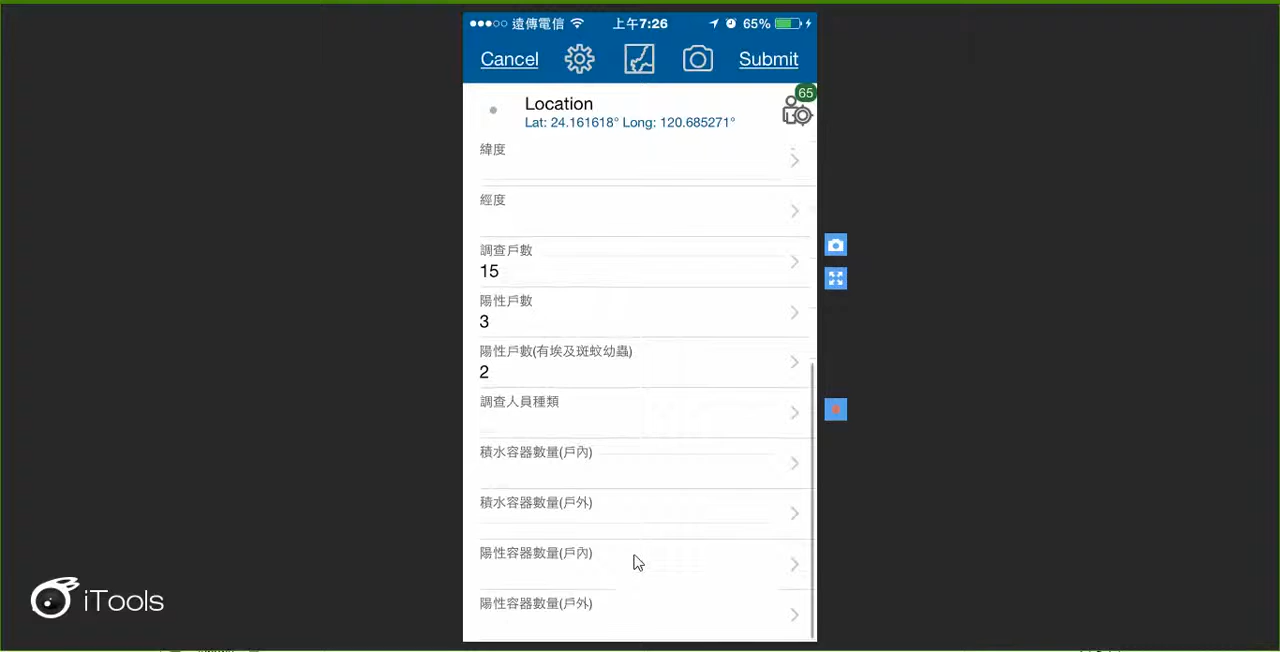 遠傳電信 上午7:26 65%
Cancel Submit
65
Location
Lat: 24.161618° Long: 120.685271°
緯度
經度
調查戶數
15
陽性戶數
3
陽性戶數(有埃及斑蚊幼蟲)
2
調查人員種類
積水容器數量(戶內)
積水容器數量(戶外)
陽性容器數量(戶內)
陽性容器數量(戶外)
iTools